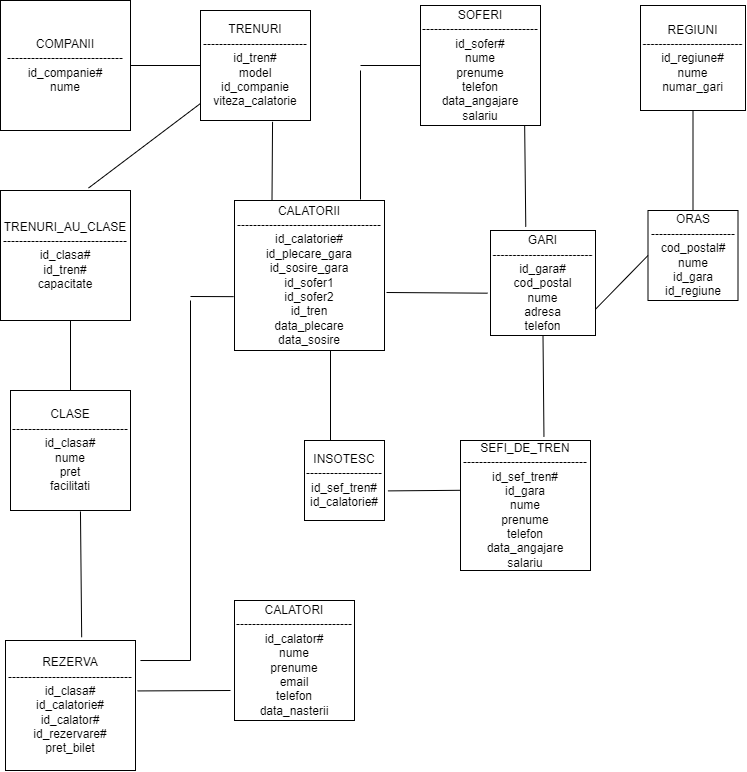 COMPANII
id_companie#
nume
TRENURI
id_tren#
model
id_companie
viteza_calatorie
SOFERI
id_sofer#
nume
prenume
telefon
data_angajare
salariu
REGIUNI
id_regiune#
nume
numar_gari
TRENURI_AU_CLASE
id_clasa#
id_tren#
capacitate
CALATORII
id_calatorie#
id_plecare_gara
id_sosire_gara
id_sofer1
id_sofer2
id_tren
data_plecare
data_sosire
GARI
id_gara#
cod_postal
nume
adresa
telefon
ORAS
cod_postal#
nume
id_gara
id_regiune
CLASE
id_clasa#
nume
pret
facilitati
INSOTESC
id_sef_tren#
id_calatorie#
SEFI_DE_TREN
id_sef_tren#
id_gara
nume
prenume
telefon
data_angajare
salariu
REZERVA
id_clasa#
id_calatorie#
id_calator#
id_rezervare#
pret_bilet
CALATORI
id_calator#
nume
prenume
email
telefon
data_nasterii